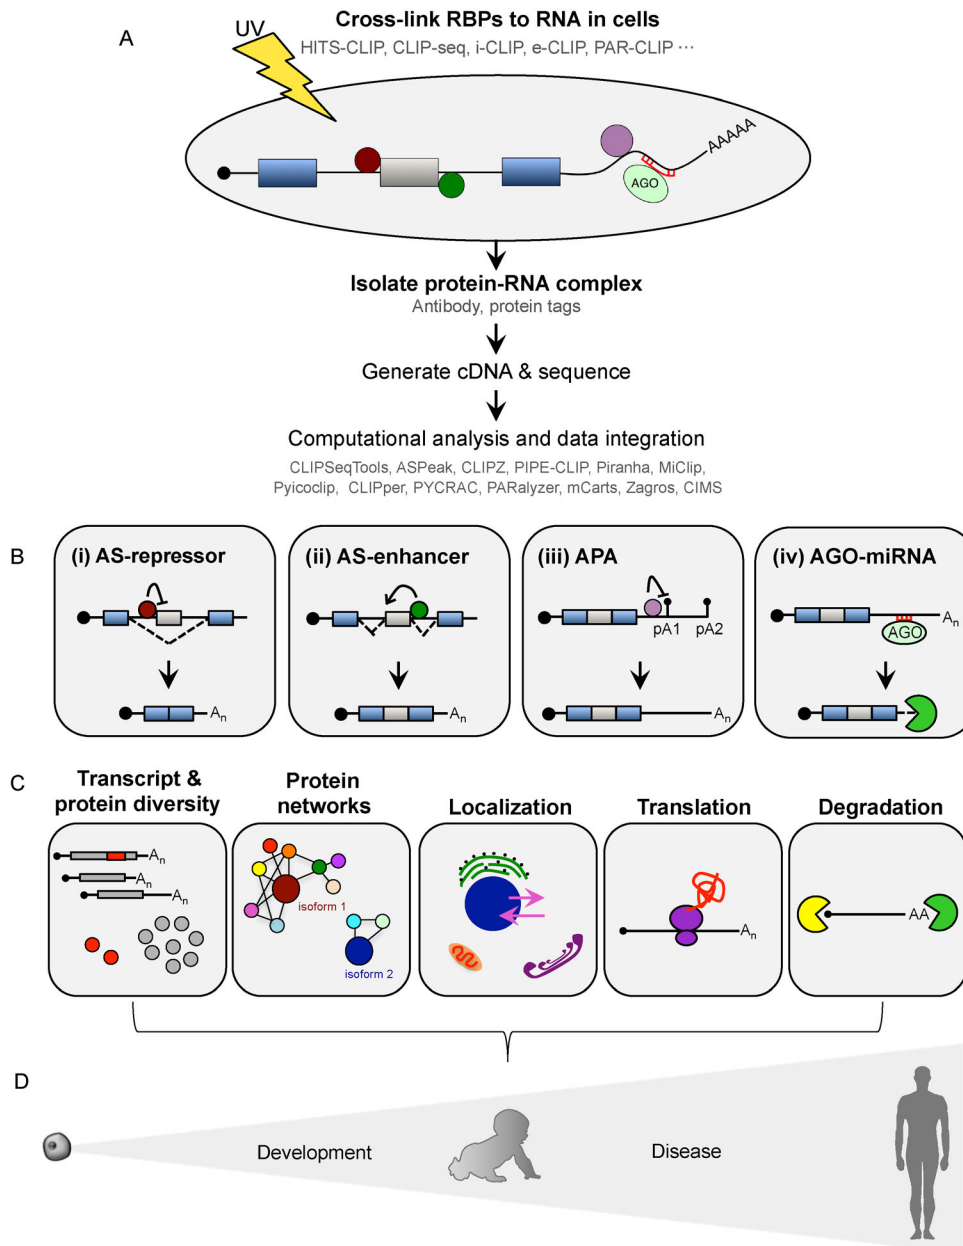 A
Cross-link RBPs to RNA in cells
UV
HITS-CLIP, CLIP-seq, i-CLIP, e-CLIP, PAR-CLIP ···
AAAAA
AGO
Isolate protein-RNA complex
Antibody, protein tags
Generate cDNA & sequence
Computational analysis and data integration
CLIPSeqTools, ASPeak, CLIPZ, PIPE-CLIP, Piranha, MiClip,
Pyicoclip, CLIPper, PYCRAC, PARalyzer, mCarts, Zagros, CIMS
B
(i) AS-repressor
(ii) AS-enhancer
(iii) APA
(iv) AGO-miRNA
pA1
pA2
An
AGO
An
An
An
C
Transcript &
protein diversity
Protein
networks
Localization
Translation
Degradation
An
An
An
isoform 1
isoform 2
An
AA
D
Development
Disease